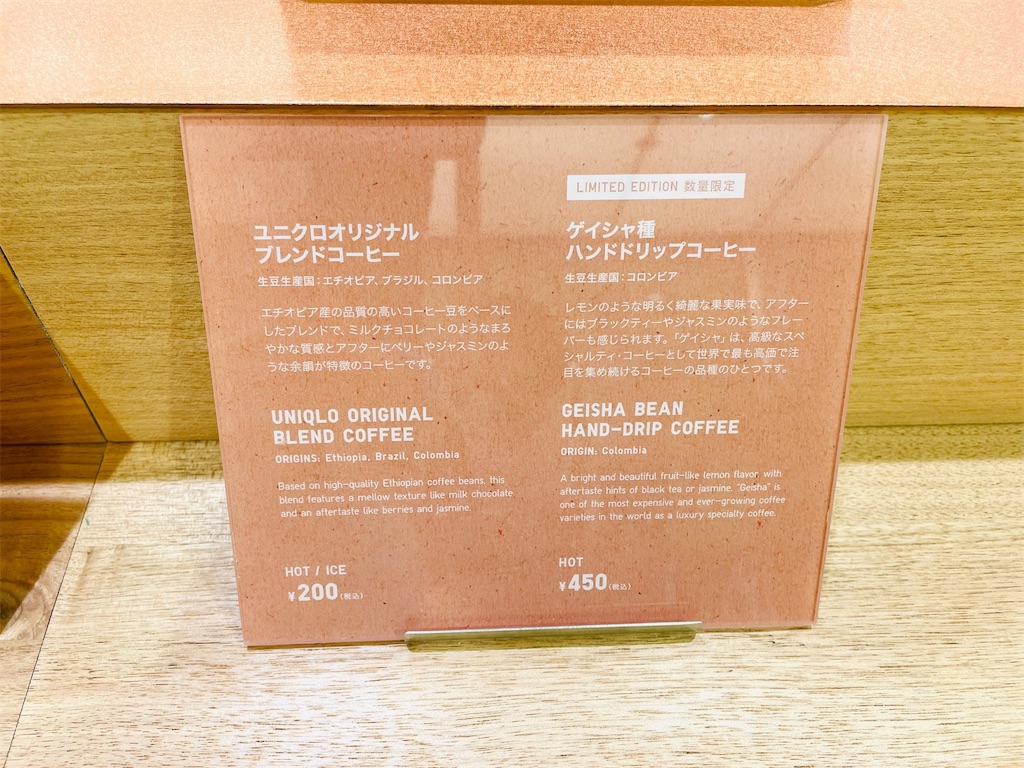 ユニクロオリジナル
ブレンドコーヒー
生豆生産国：エチオピア、ブラジル、コロンビア
エチオピア産の品質の高いコーヒー豆をベースに
したブレンドで、ミルクチョコレートのようなまろ
やかな質感とアフターにベリーやジャスミンのよ
うな余韻が特徴のコーヒーです。
UNIQLO ORIGINAL
BLEND COFFEE
ORIGINS: Ethiopia, Brazil, Colombia
Based on high-quality Ethiopian coffee beans, this
blend features a mellow texture like milk chocolate
and an aftertaste like berries and jasmine.
HOT / ICE
¥200(税込)
LIMITED EDITION 数量限定
ゲイシャ種
ハンドドリップコーヒー
生豆生産国：コロンビア
レモンのような明るく綺麗な果実味で、アフター
にはブラックティーやジャスミンのようなフレー
バーも感じられます。「ゲイシャ」は、高級なスペ
シャルティ・コーヒーとして世界で最も高価で注
目を集め続けるコーヒーの品種のひとつです。
GEISHA BEAN
HAND-DRIP COFFEE
ORIGIN: Colombia
A bright and beautiful fruit-like lemon flavor, with
aftertaste hints of black tea or jasmine. "Geisha" is
one of the most expensive and ever-growing coffee
varieties in the world as a luxury specialty coffee.
HOT
¥450(税込)